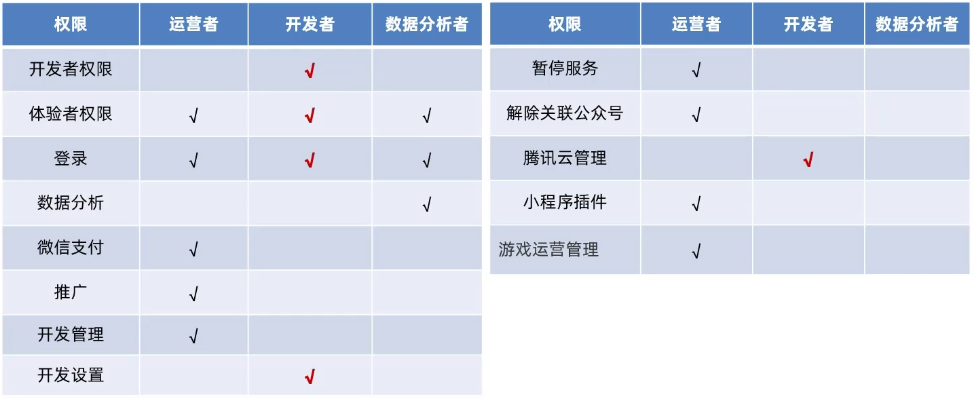 权限 运营者 开发者 数据分析者
开发者权限 √
体验者权限 √ √ √
登录 √ √ √
数据分析 √
微信支付 √
推广 √
开发管理 √
开发设置 √
权限 运营者 开发者 数据分析者
暂停服务 √
解除关联公众号 √
腾讯云管理 √
小程序插件 √
游戏运营管理 √